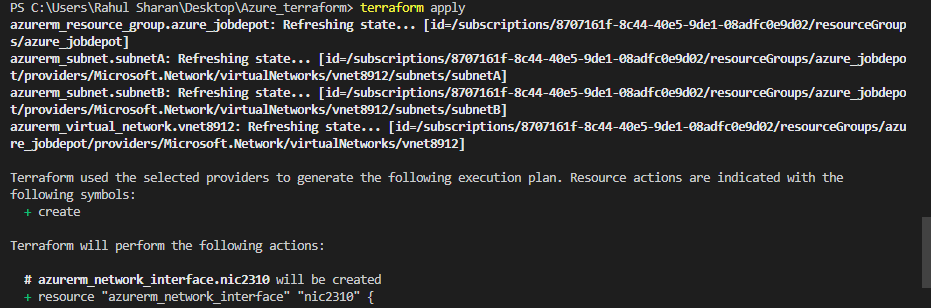 PS C:\Users\Rahul Sharan\Desktop\Azure_terraform> terraform apply
azurerm_resource_group.azure_jobdepot: Refreshing state... [id=/subscriptions/8707161f-8c44-40e5-9de1-08adfc0e9d02/resourceGroup
s/azure_jobdepot]
azurerm_subnet.subnetA: Refreshing state... [id=/subscriptions/8707161f-8c44-40e5-9de1-08adfc0e9d02/resourceGroups/azure_jobdepo
t/providers/Microsoft.Network/virtualNetworks/vnet8912/subnets/subnetA]
azurerm_subnet.subnetB: Refreshing state... [id=/subscriptions/8707161f-8c44-40e5-9de1-08adfc0e9d02/resourceGroups/azure_jobdepo
t/providers/Microsoft.Network/virtualNetworks/vnet8912/subnets/subnetB]
azurerm_virtual_network.vnet8912: Refreshing state... [id=/subscriptions/8707161f-8c44-40e5-9de1-08adfc0e9d02/resourceGroups/azu
re_jobdepot/providers/Microsoft.Network/virtualNetworks/vnet8912]
Terraform used the selected providers to generate the following execution plan. Resource actions are indicated with the
following symbols:
+ create
Terraform will perform the following actions:
# azurerm_network_interface.nic2310 will be created
+ resource "azurerm_network_interface" "nic2310" {